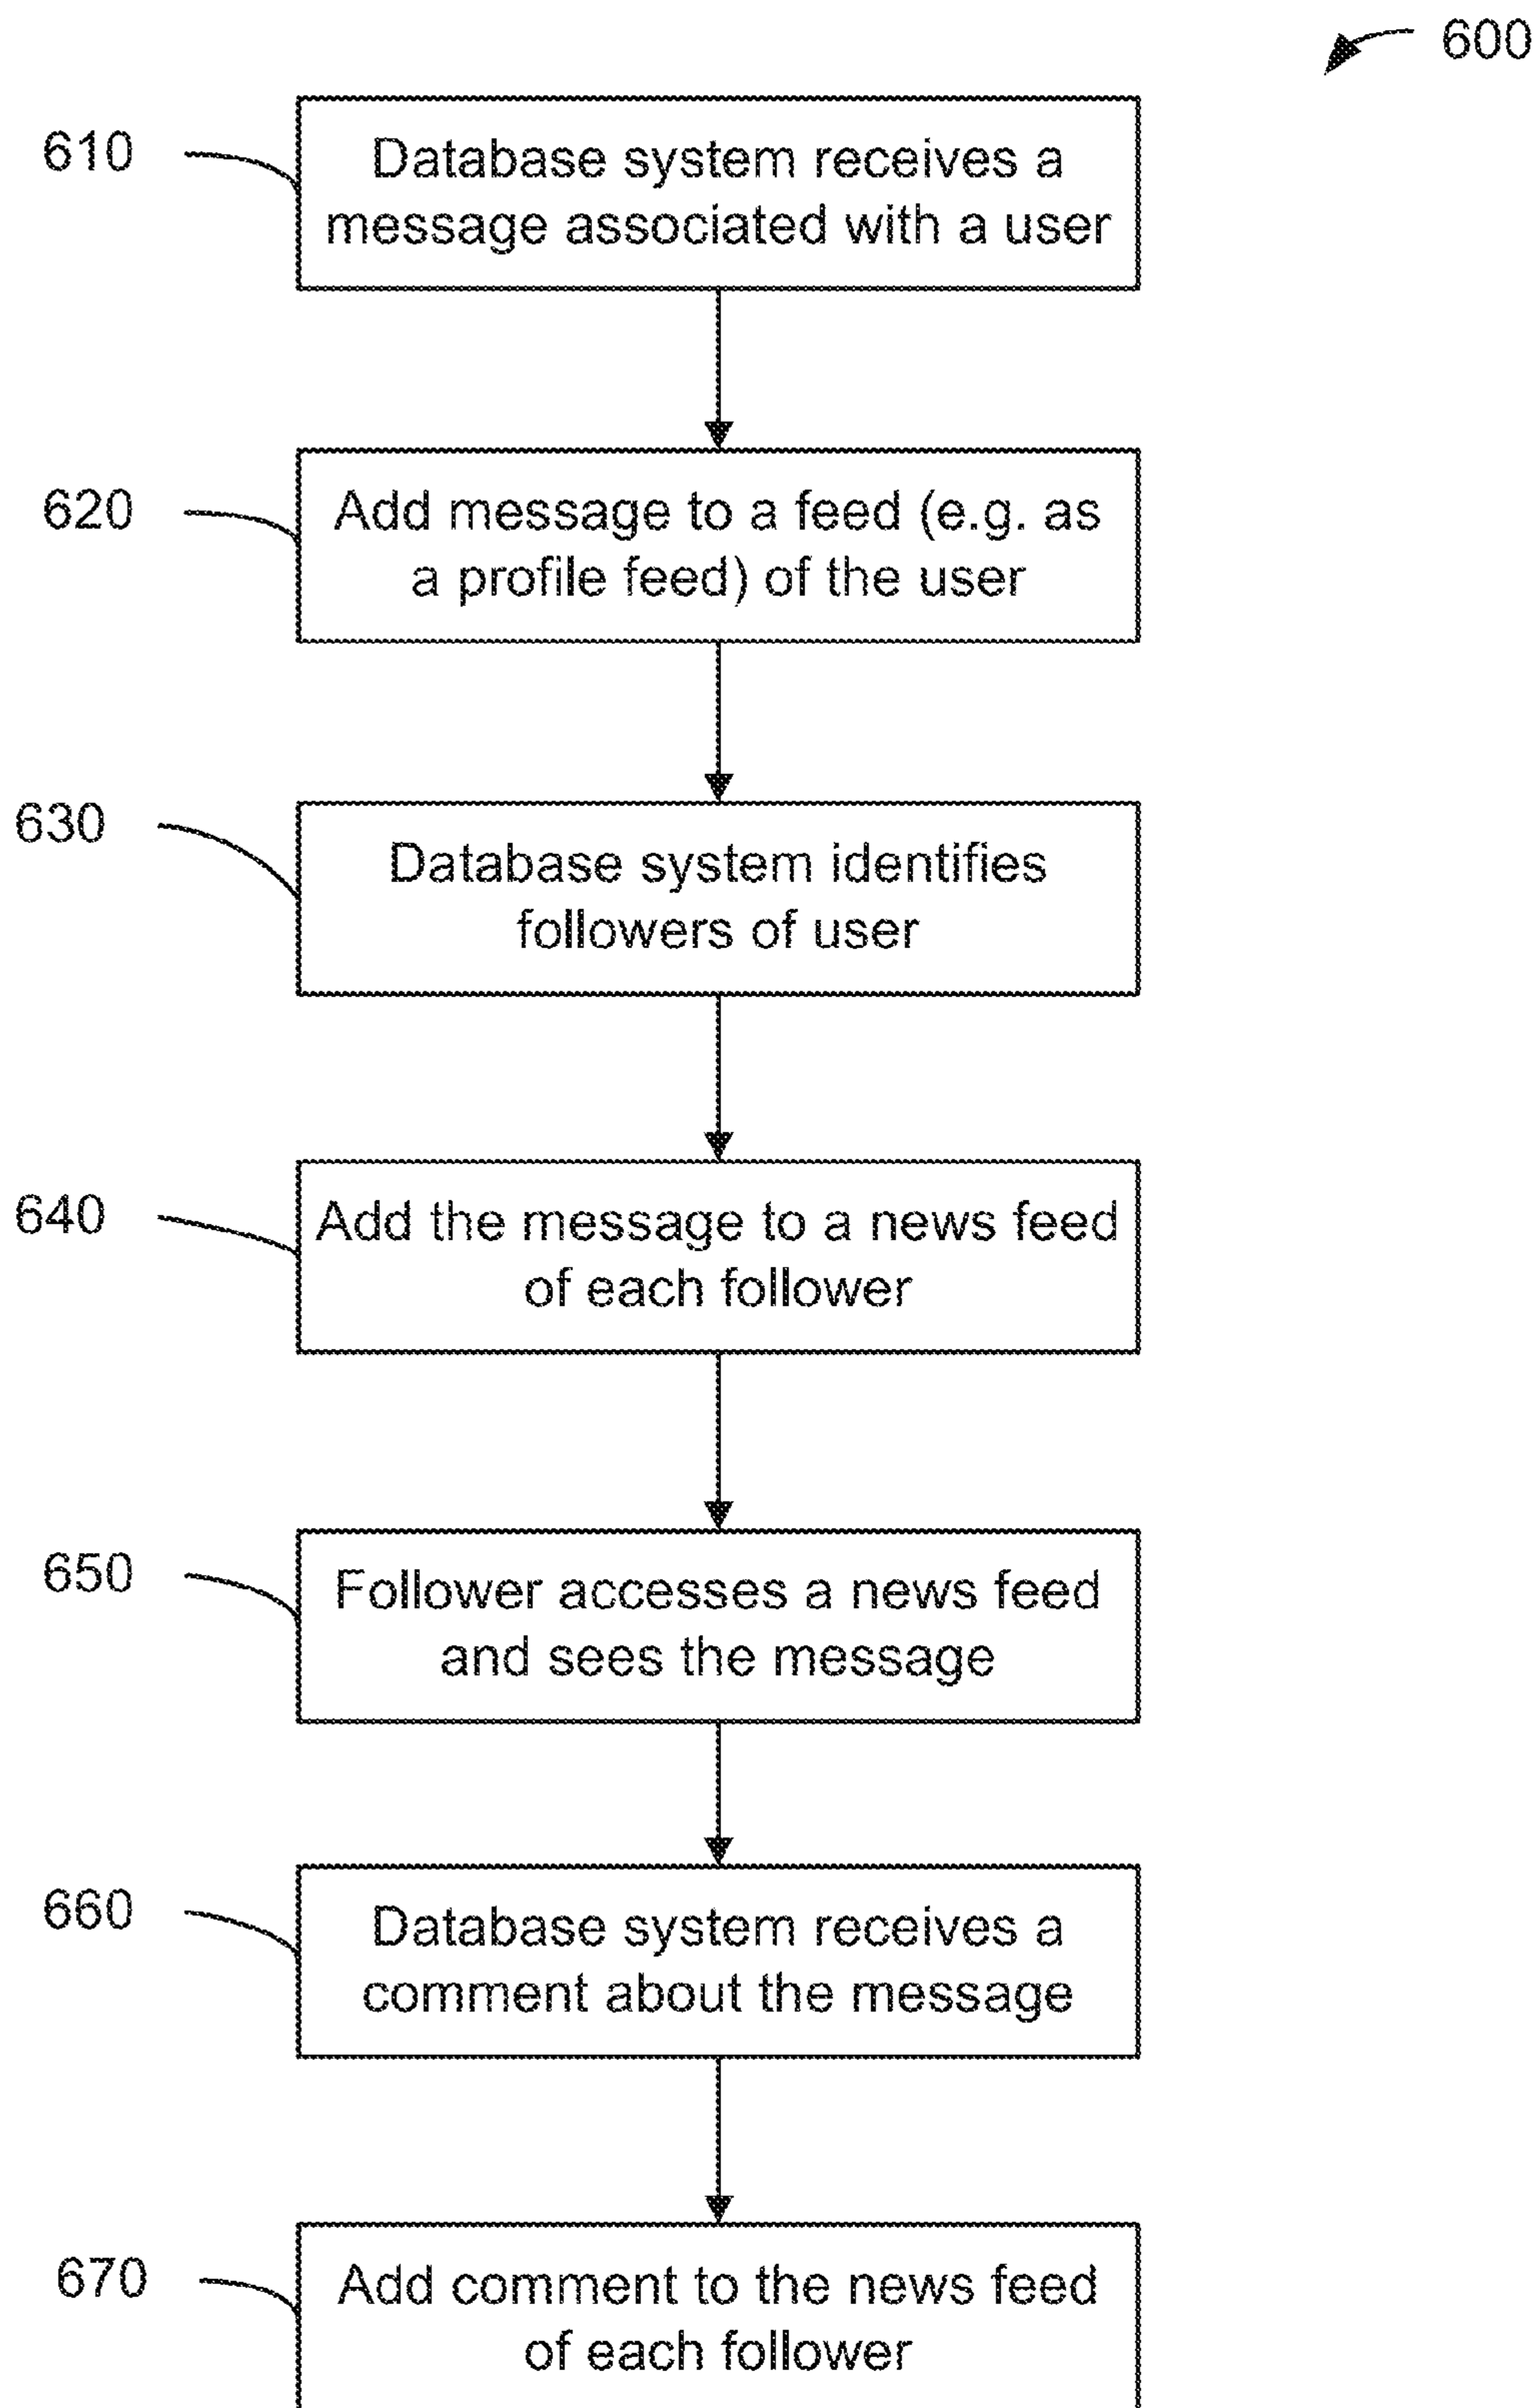 600
610
Database system receives a
message associated with a user
620
Add message to a feed (e.g. as
a profile feed) of the user
630
Database system identifies
followers of user
640
Add the message to a news feed
of each follower
650
Follower accesses a news feed
and sees the message
660
Database system receives a
comment about the message
670
Add comment to the news feed
of each follower